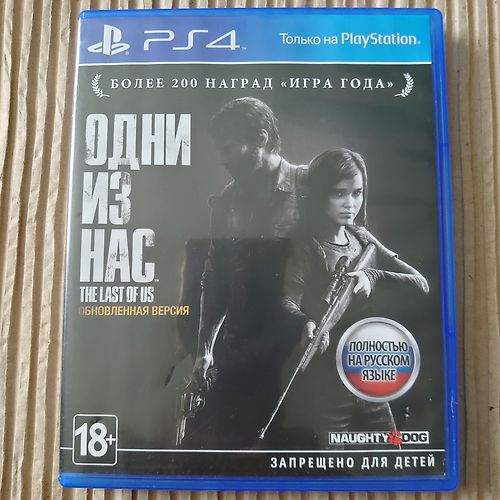 PS4
Только на PlayStation®
БОЛЕЕ 200 НАГРАД «ИГРА ГОДА»
ОДНИ
ИЗ
НАС
THE LAST OF US
ОБНОВЛЕННАЯ ВЕРСИЯ
ПОЛНОСТЬЮ
НА РУССКОМ
ЯЗЫКЕ
18+
NAUGHTY DOG
ЗАПРЕЩЕНО ДЛЯ ДЕТЕЙ